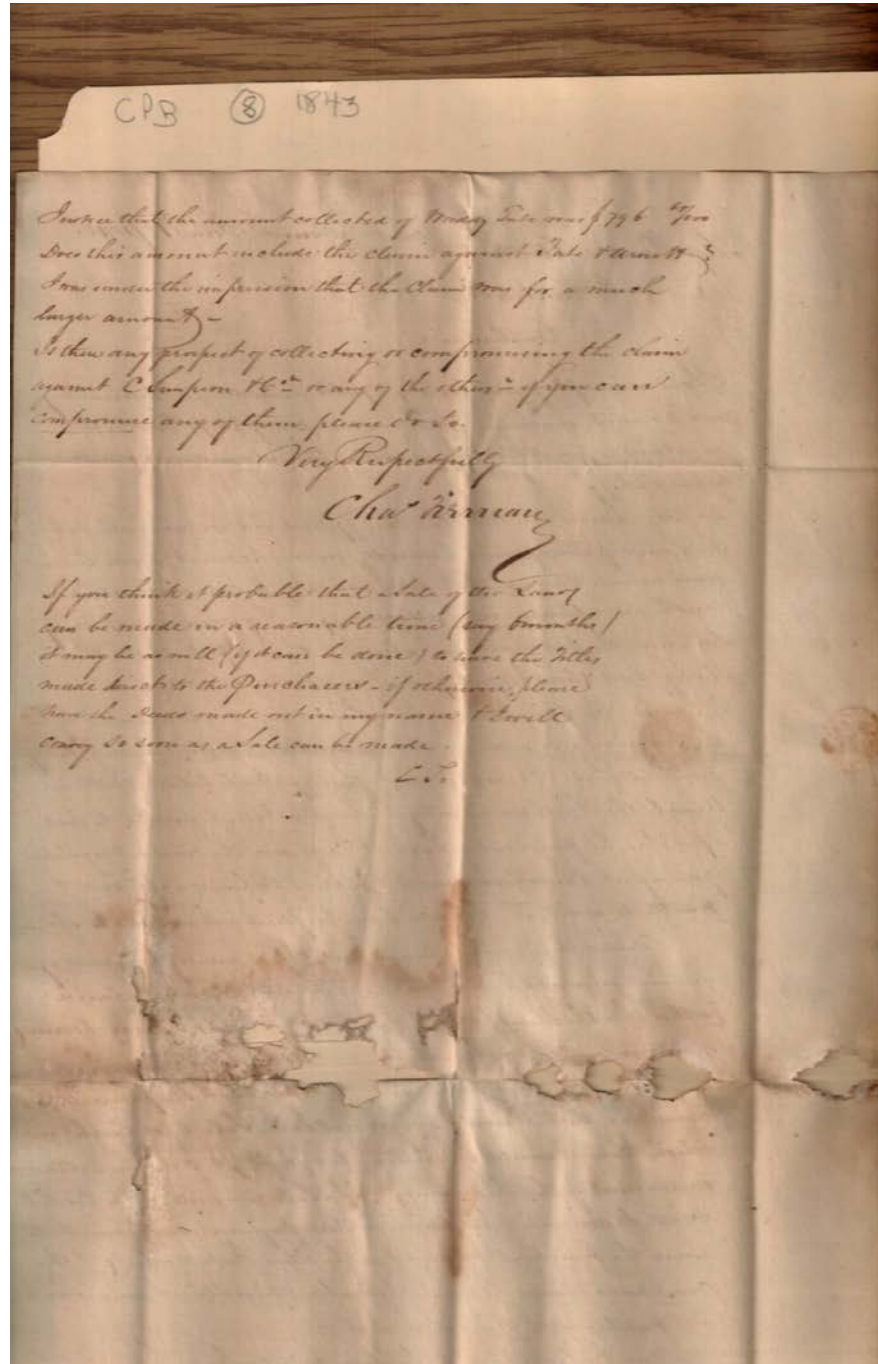 CPB 8 1843
I notice that the amount collected of Tate was $796 /100
Does this amount include the claim against Tate &
I was under the impression that the Claim was for a much
larger amount -
Is there any prospect of collecting or compromising the claim
against C Simpson & Co or any of the others - if you can
compromise any of them, please do so.
Very Respectfully
Chas
If you think it probable that a Sale of the Land
can be made in a reasonable time (say 6 months)
it may be as well (if it can be done) to have the Titles
made direct to the Purchasers - if otherwise, please
have the Deeds made out in my name & I will
convey so soon as a Sale can be made.